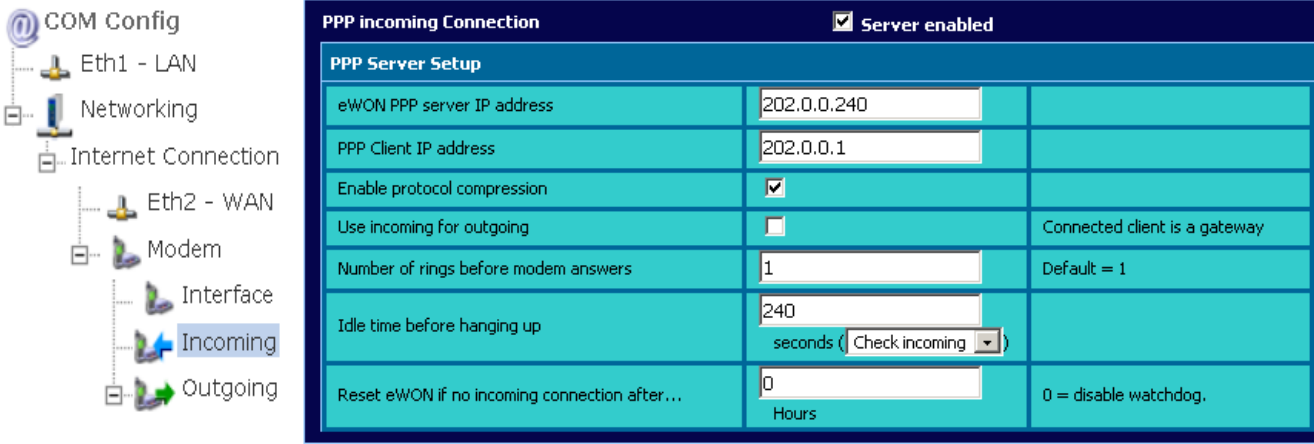 COM Config
Eth1 - LAN
Networking
Internet Connection
Eth2 - WAN
Modem
Interface
Incoming
Outgoing
PPP incoming Connection Server enabled
PPP Server Setup
eWON PPP server IP address 202.0.0.240
PPP Client IP address 202.0.0.1
Enable protocol compression
Use incoming for outgoing Connected client is a gateway
Number of rings before modem answers 1 Default = 1
Idle time before hanging up 240
seconds ( Check incoming )
Reset eWON if no incoming connection after... 0 0 = disable watchdog.
Hours